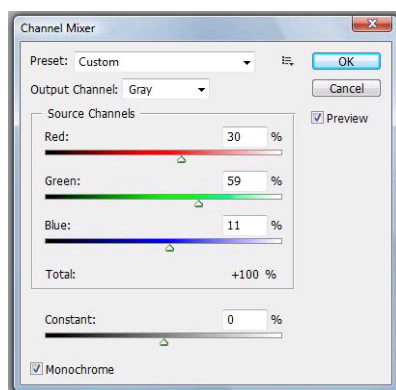 Channel Mixer
Preset: Custom
OK
Output Channel: Gray
Cancel
Source Channels
Preview
Red: 30 %
Green: 59 %
Blue: 11 %
Total: +100 %
Constant: 0 %
Monochrome